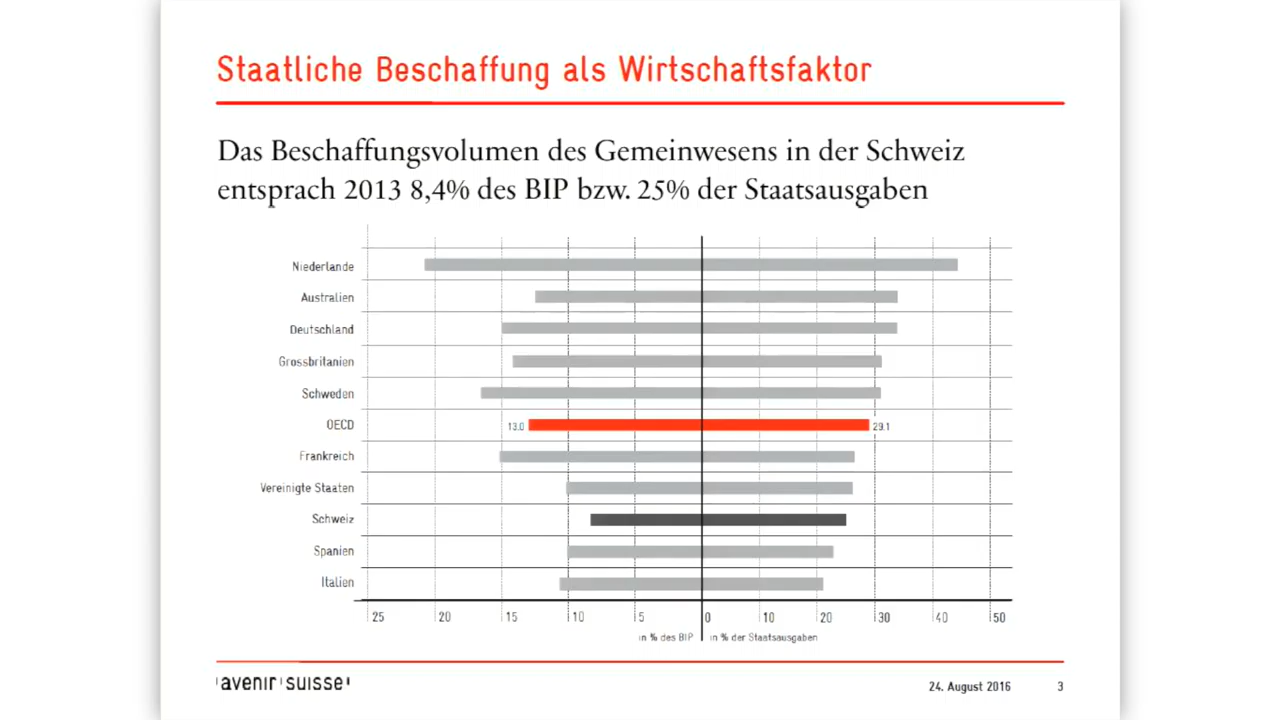 Staatliche Beschaffung als Wirtschaftsfaktor
Das Beschaffungsvolumen des Gemeinwesens in der Schweiz
entsprach 2013 8,4% des BIP bzw. 25% der Staatsausgaben
Niederlande
Australien
Deutschland
Grossbritanien
Schweden
OECD 13.0 29.1
Frankreich
Vereinigte Staaten
Schweiz
Spanien
Italien
25 20 15 10 5 0 10 20 30 40 50
in % des BIP in % der Staatsausgaben
avenir suisse 24. August 2016 3